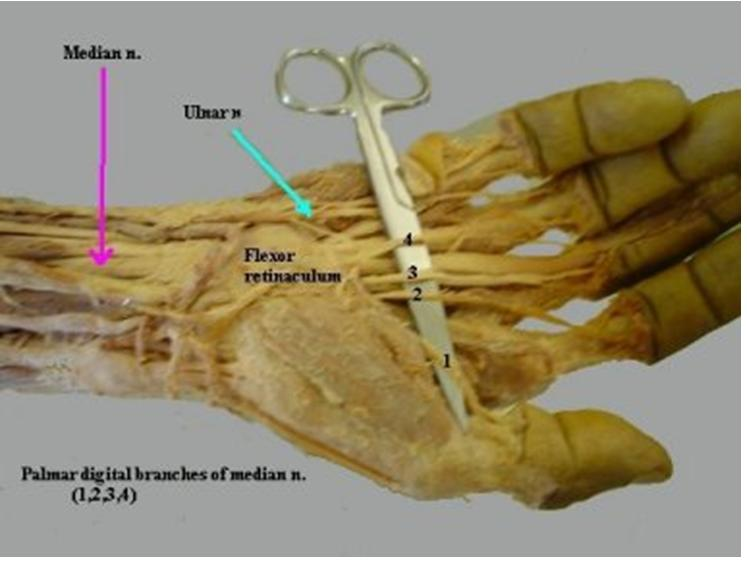 Median n.
Ulnar n
4
Flexor
retinaculum
3
2
1
Palmar digital branches of median n.
(1,2,3,4)